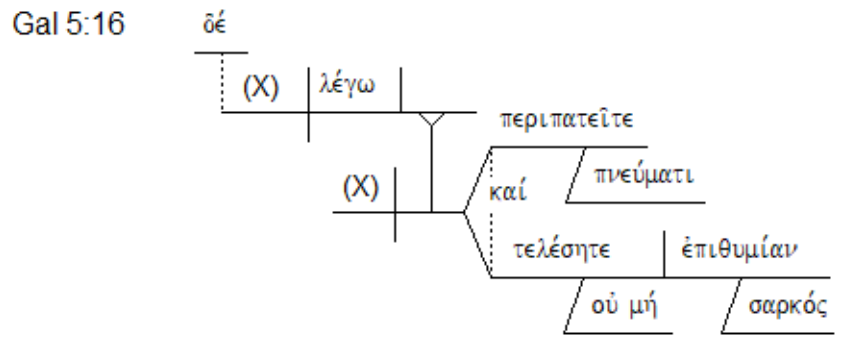 Gal 5:16 δέ
(X) λέγω
περιπατεῖτε
(X) καί πνεύματι
τελέσητε ἐπιθυμίαν
οὐ μή σαρκός